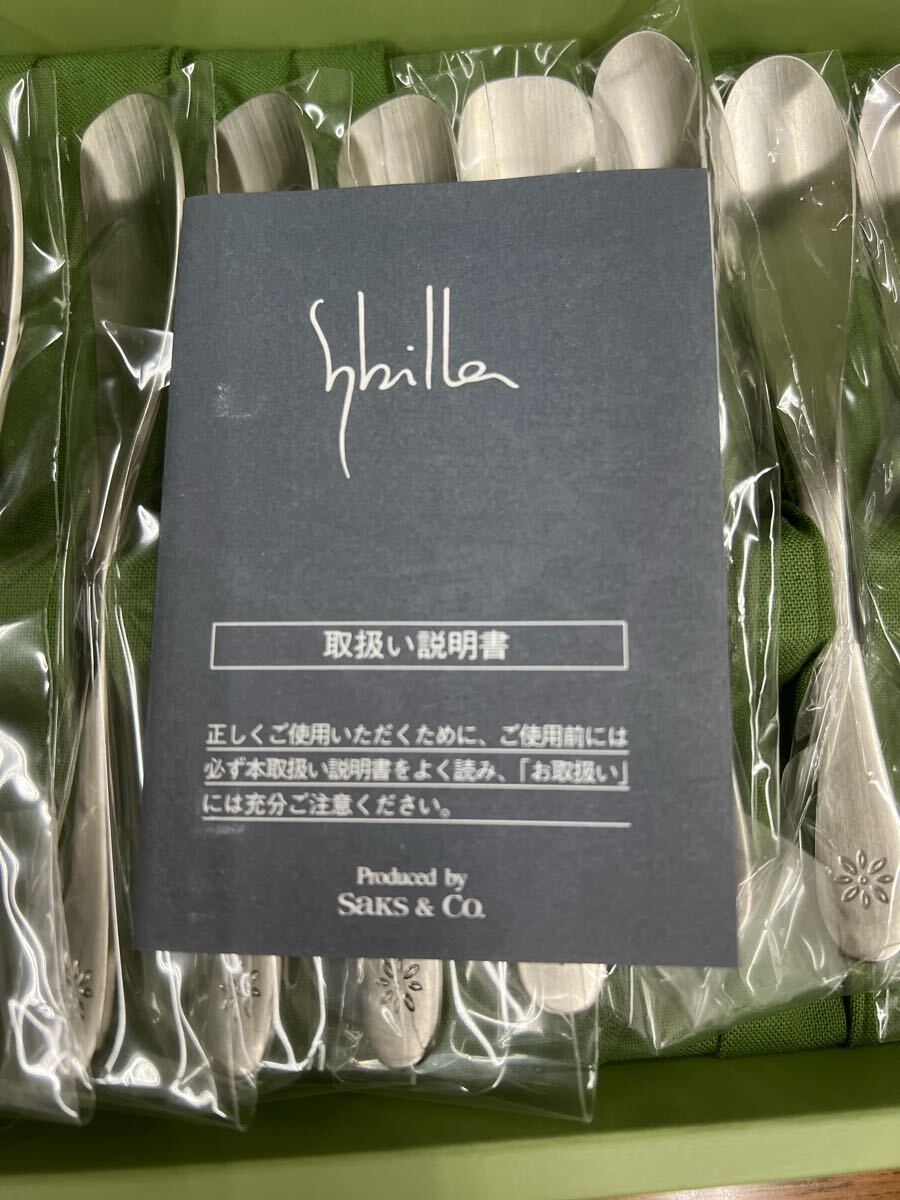 Sybilla
取扱い説明書
正しくご使用いただくために、ご使用前には
必ず本取扱い説明書をよく読み、「お取扱い」
には充分ご注意ください。
Produced by
SAKS & CO.